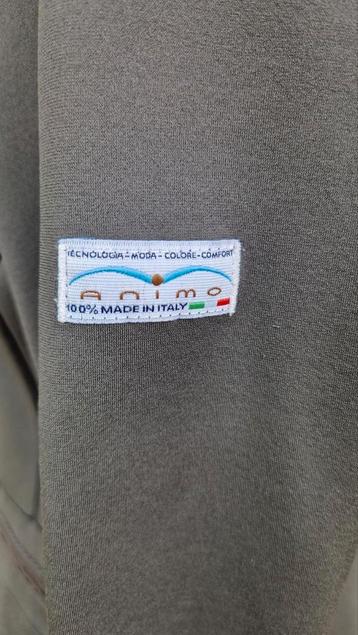 TECNOLOGIA - MODA - COLORE - COMFORT
animo
100% MADE IN ITALY